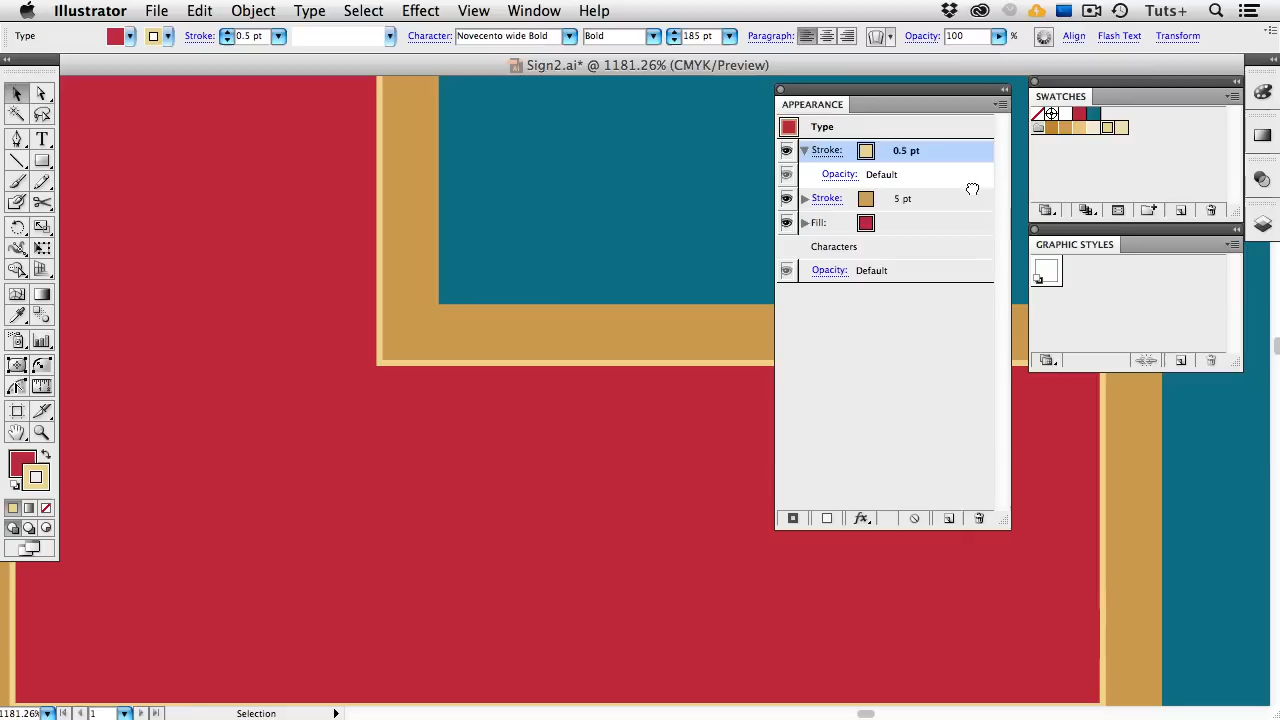 Illustrator File Edit Object Type Select Effect View Window Help Tuts+
Type Stroke: 0.5 pt Character: Novecento wide Bold Bold 185 pt Paragraph: Opacity: 100 % Align Flash Text Transform
Sign2.ai* @ 1181.26% (CMYK/Preview)
APPEARANCE
Type
Stroke: 0.5 pt
Opacity: Default
Stroke: 5 pt
Fill:
Characters
Opacity: Default
fx
SWATCHES
GRAPHIC STYLES
1181.26% 1 Selection